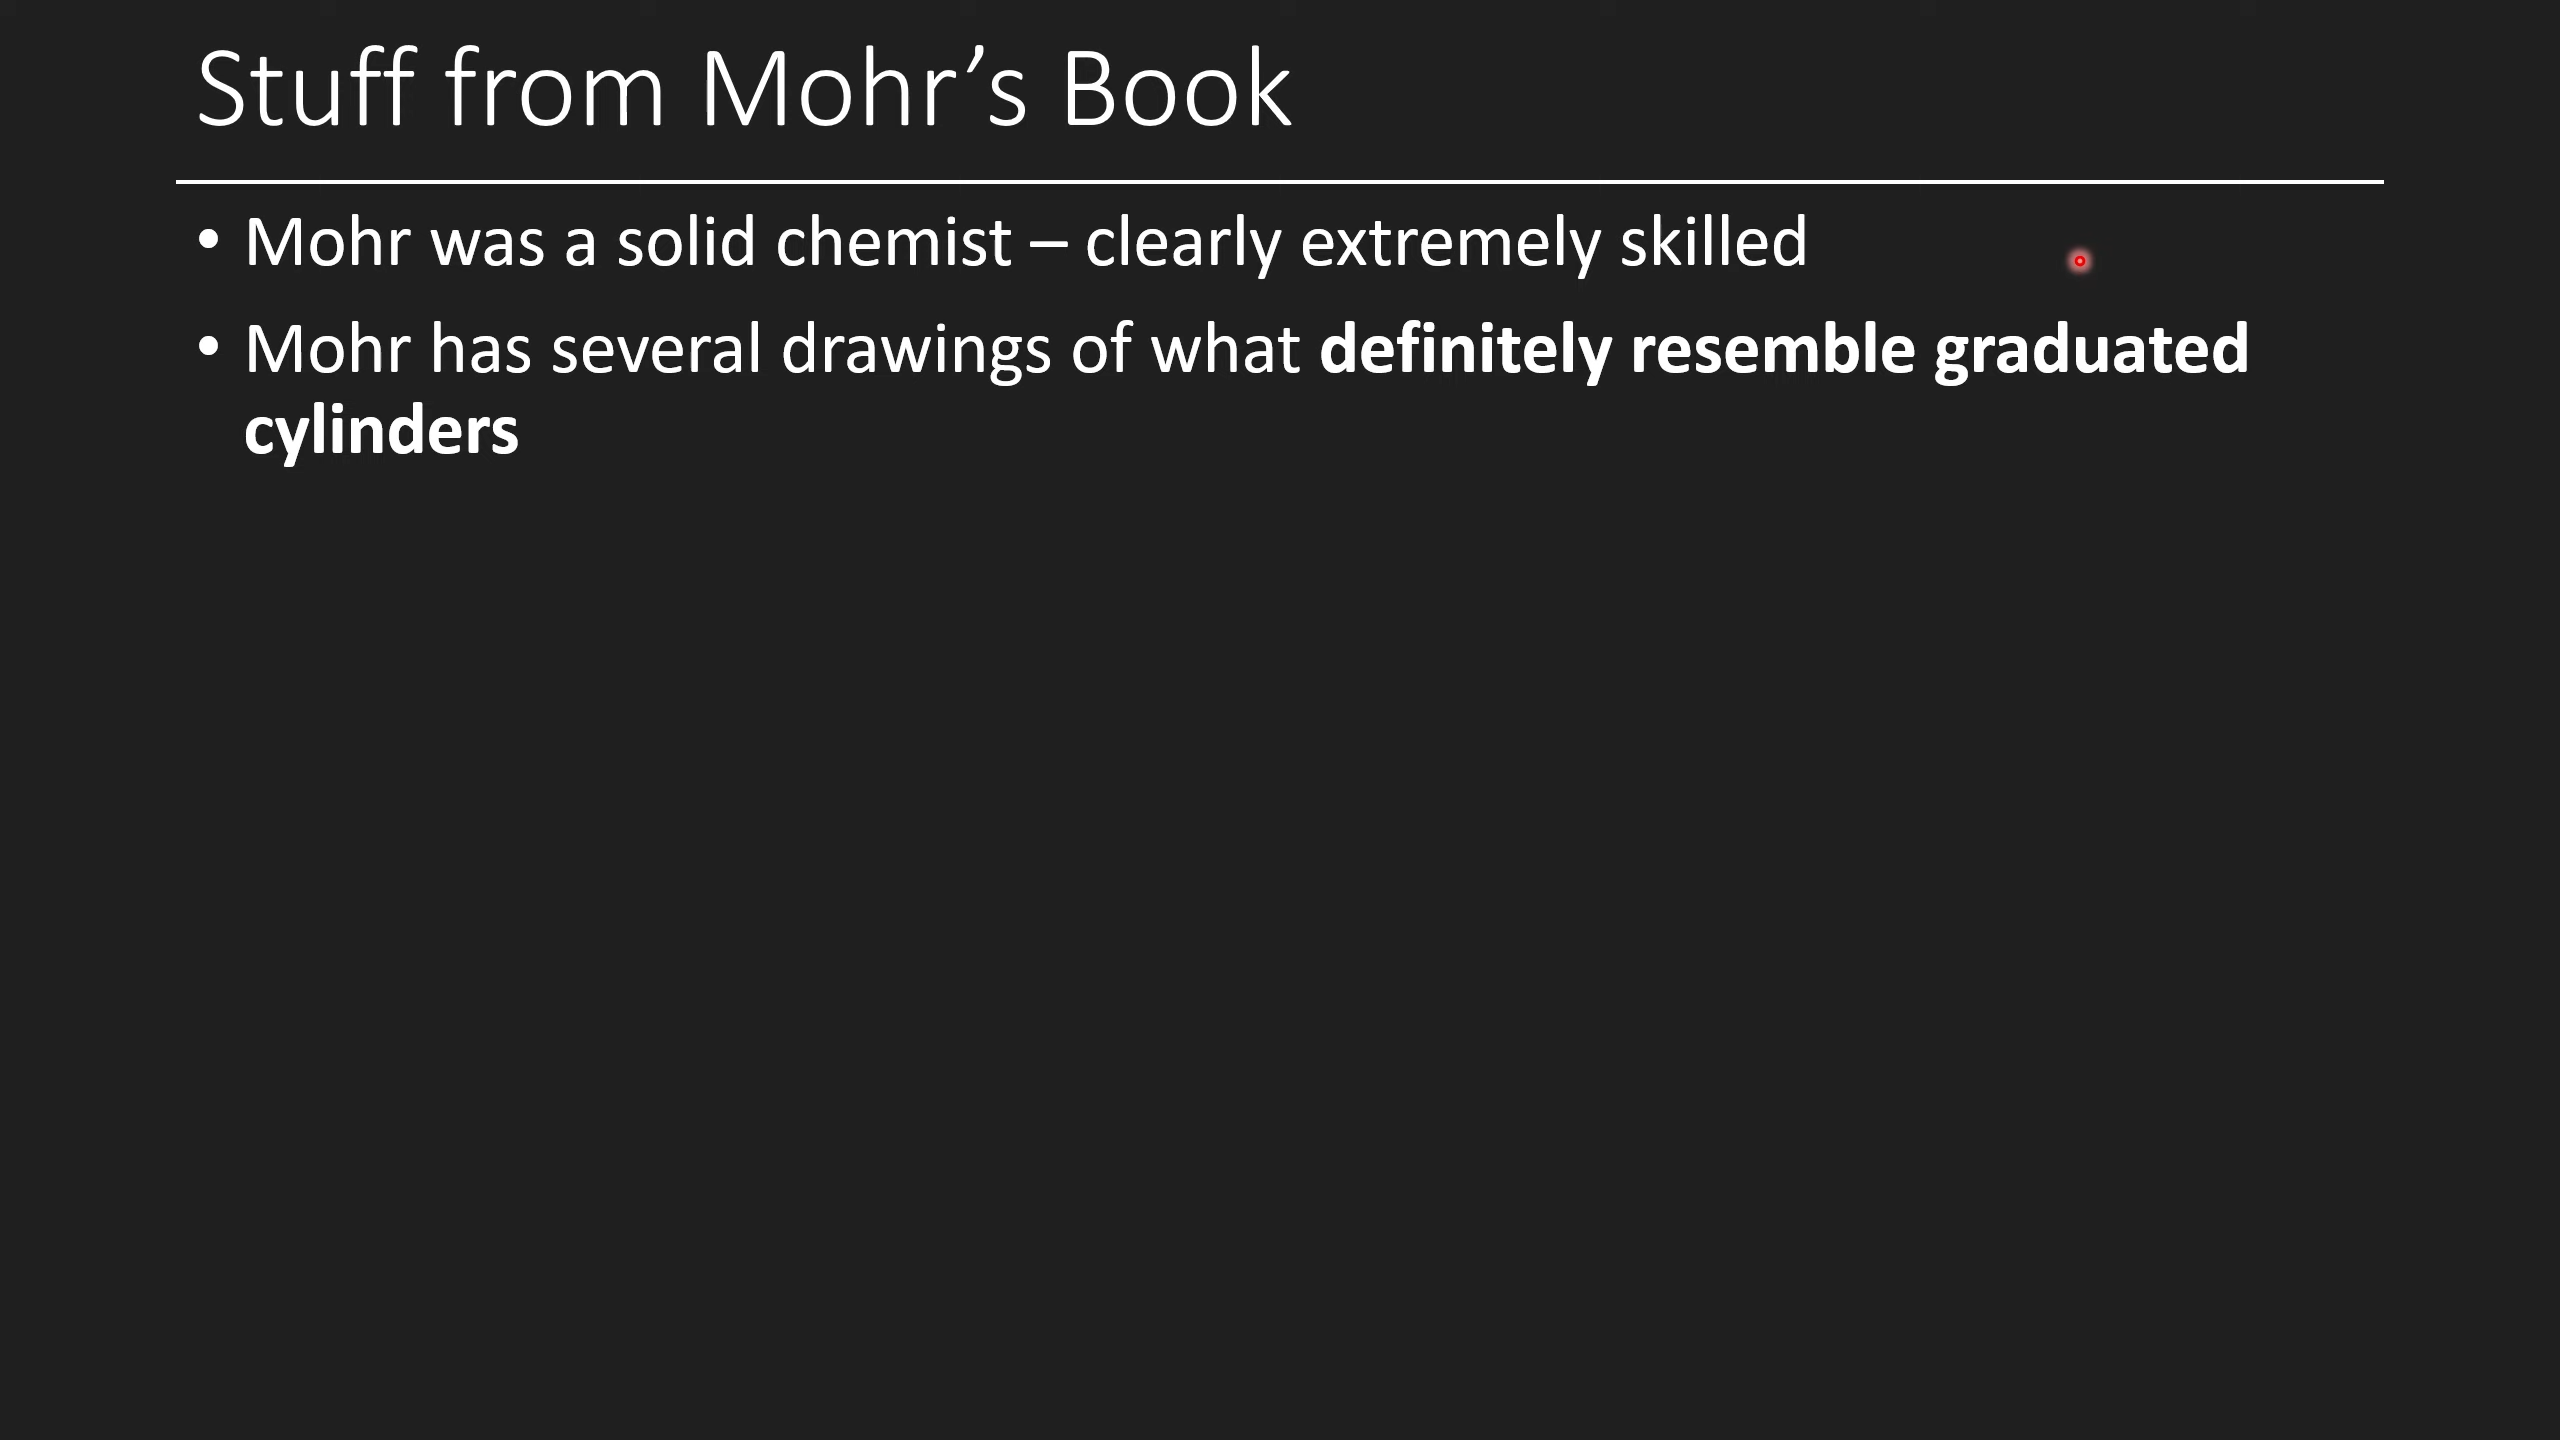 Stuff from Mohr’s Book
• Mohr was a solid chemist – clearly extremely skilled
• Mohr has several drawings of what definitely resemble graduated
cylinders